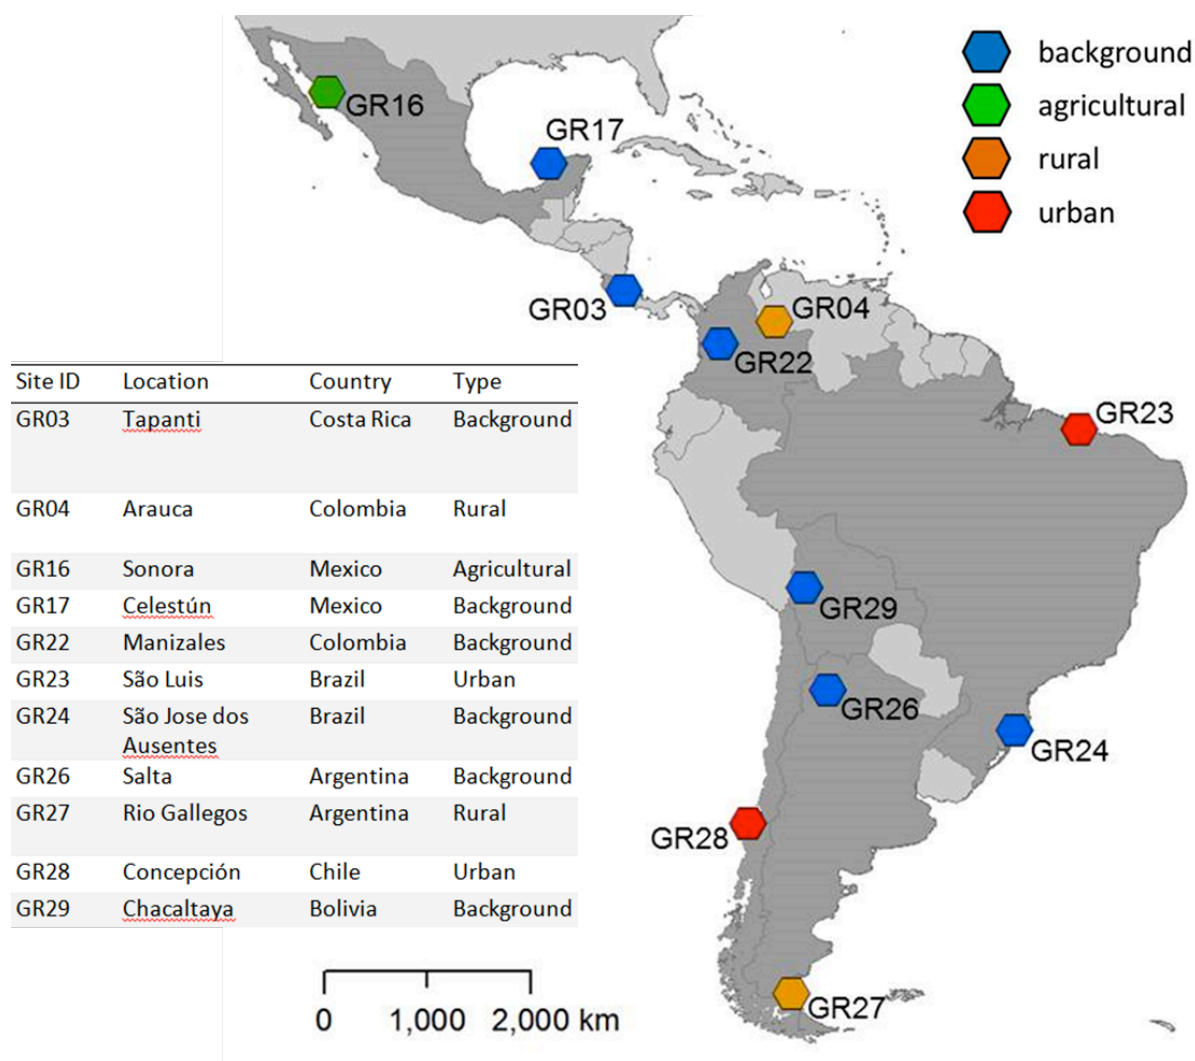 background
agricultural
rural
urban
GR16
GR17
GR03
GR04
GR22
GR23
GR29
GR26
GR24
GR28
GR27
Site ID Location Country Type
GR03 Tapanti Costa Rica Background
GR04 Arauca Colombia Rural
GR16 Sonora Mexico Agricultural
GR17 Celestún Mexico Background
GR22 Manizales Colombia Background
GR23 São Luis Brazil Urban
GR24 São Jose dos Brazil Background
Ausentes
GR26 Salta Argentina Background
GR27 Rio Gallegos Argentina Rural
GR28 Concepción Chile Urban
GR29 Chacaltaya Bolivia Background
0 1,000 2,000 km